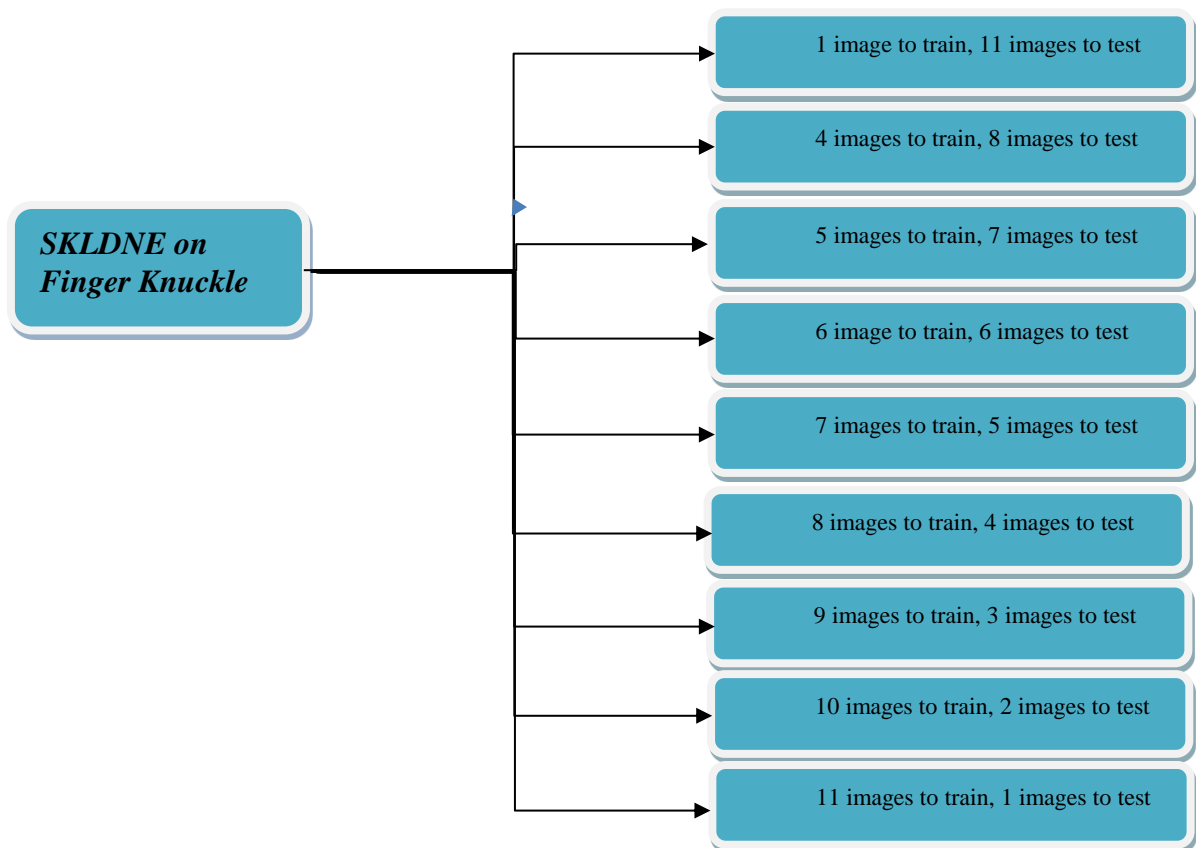 SKLDNE on
Finger Knuckle
1 image to train, 11 images to test
4 images to train, 8 images to test
5 images to train, 7 images to test
6 image to train, 6 images to test
7 images to train, 5 images to test
8 images to train, 4 images to test
9 images to train, 3 images to test
10 images to train, 2 images to test
11 images to train, 1 images to test